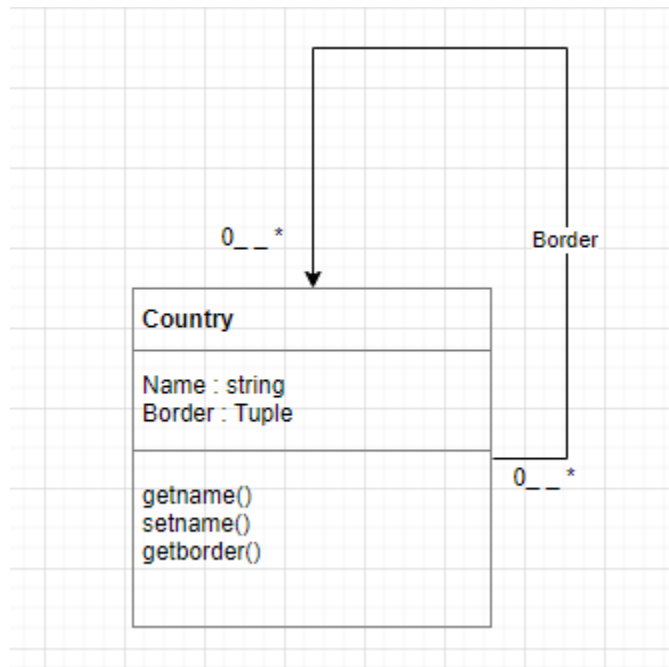 0_ _ *
Border
Country
Name : string
Border : Tuple
0_ _ *
getname()
setname()
getborder()